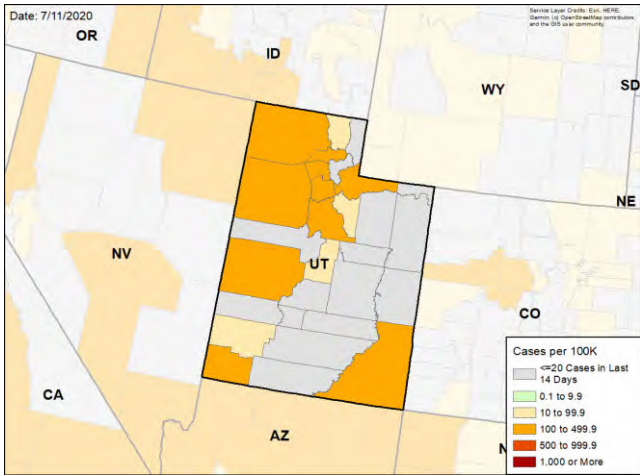 Date: 7/11/2020
Service Layer Credits: Esri, HERE,
Garmin, (c) OpenStreetMap contributors,
and the GIS user community
OR
ID
WY
SD
NE
NV
UT
CO
CA
AZ
N
Cases per 100K
<=20 Cases in Last
14 Days
0.1 to 9.9
10 to 99.9
100 to 499.9
500 to 999.9
1,000 or More